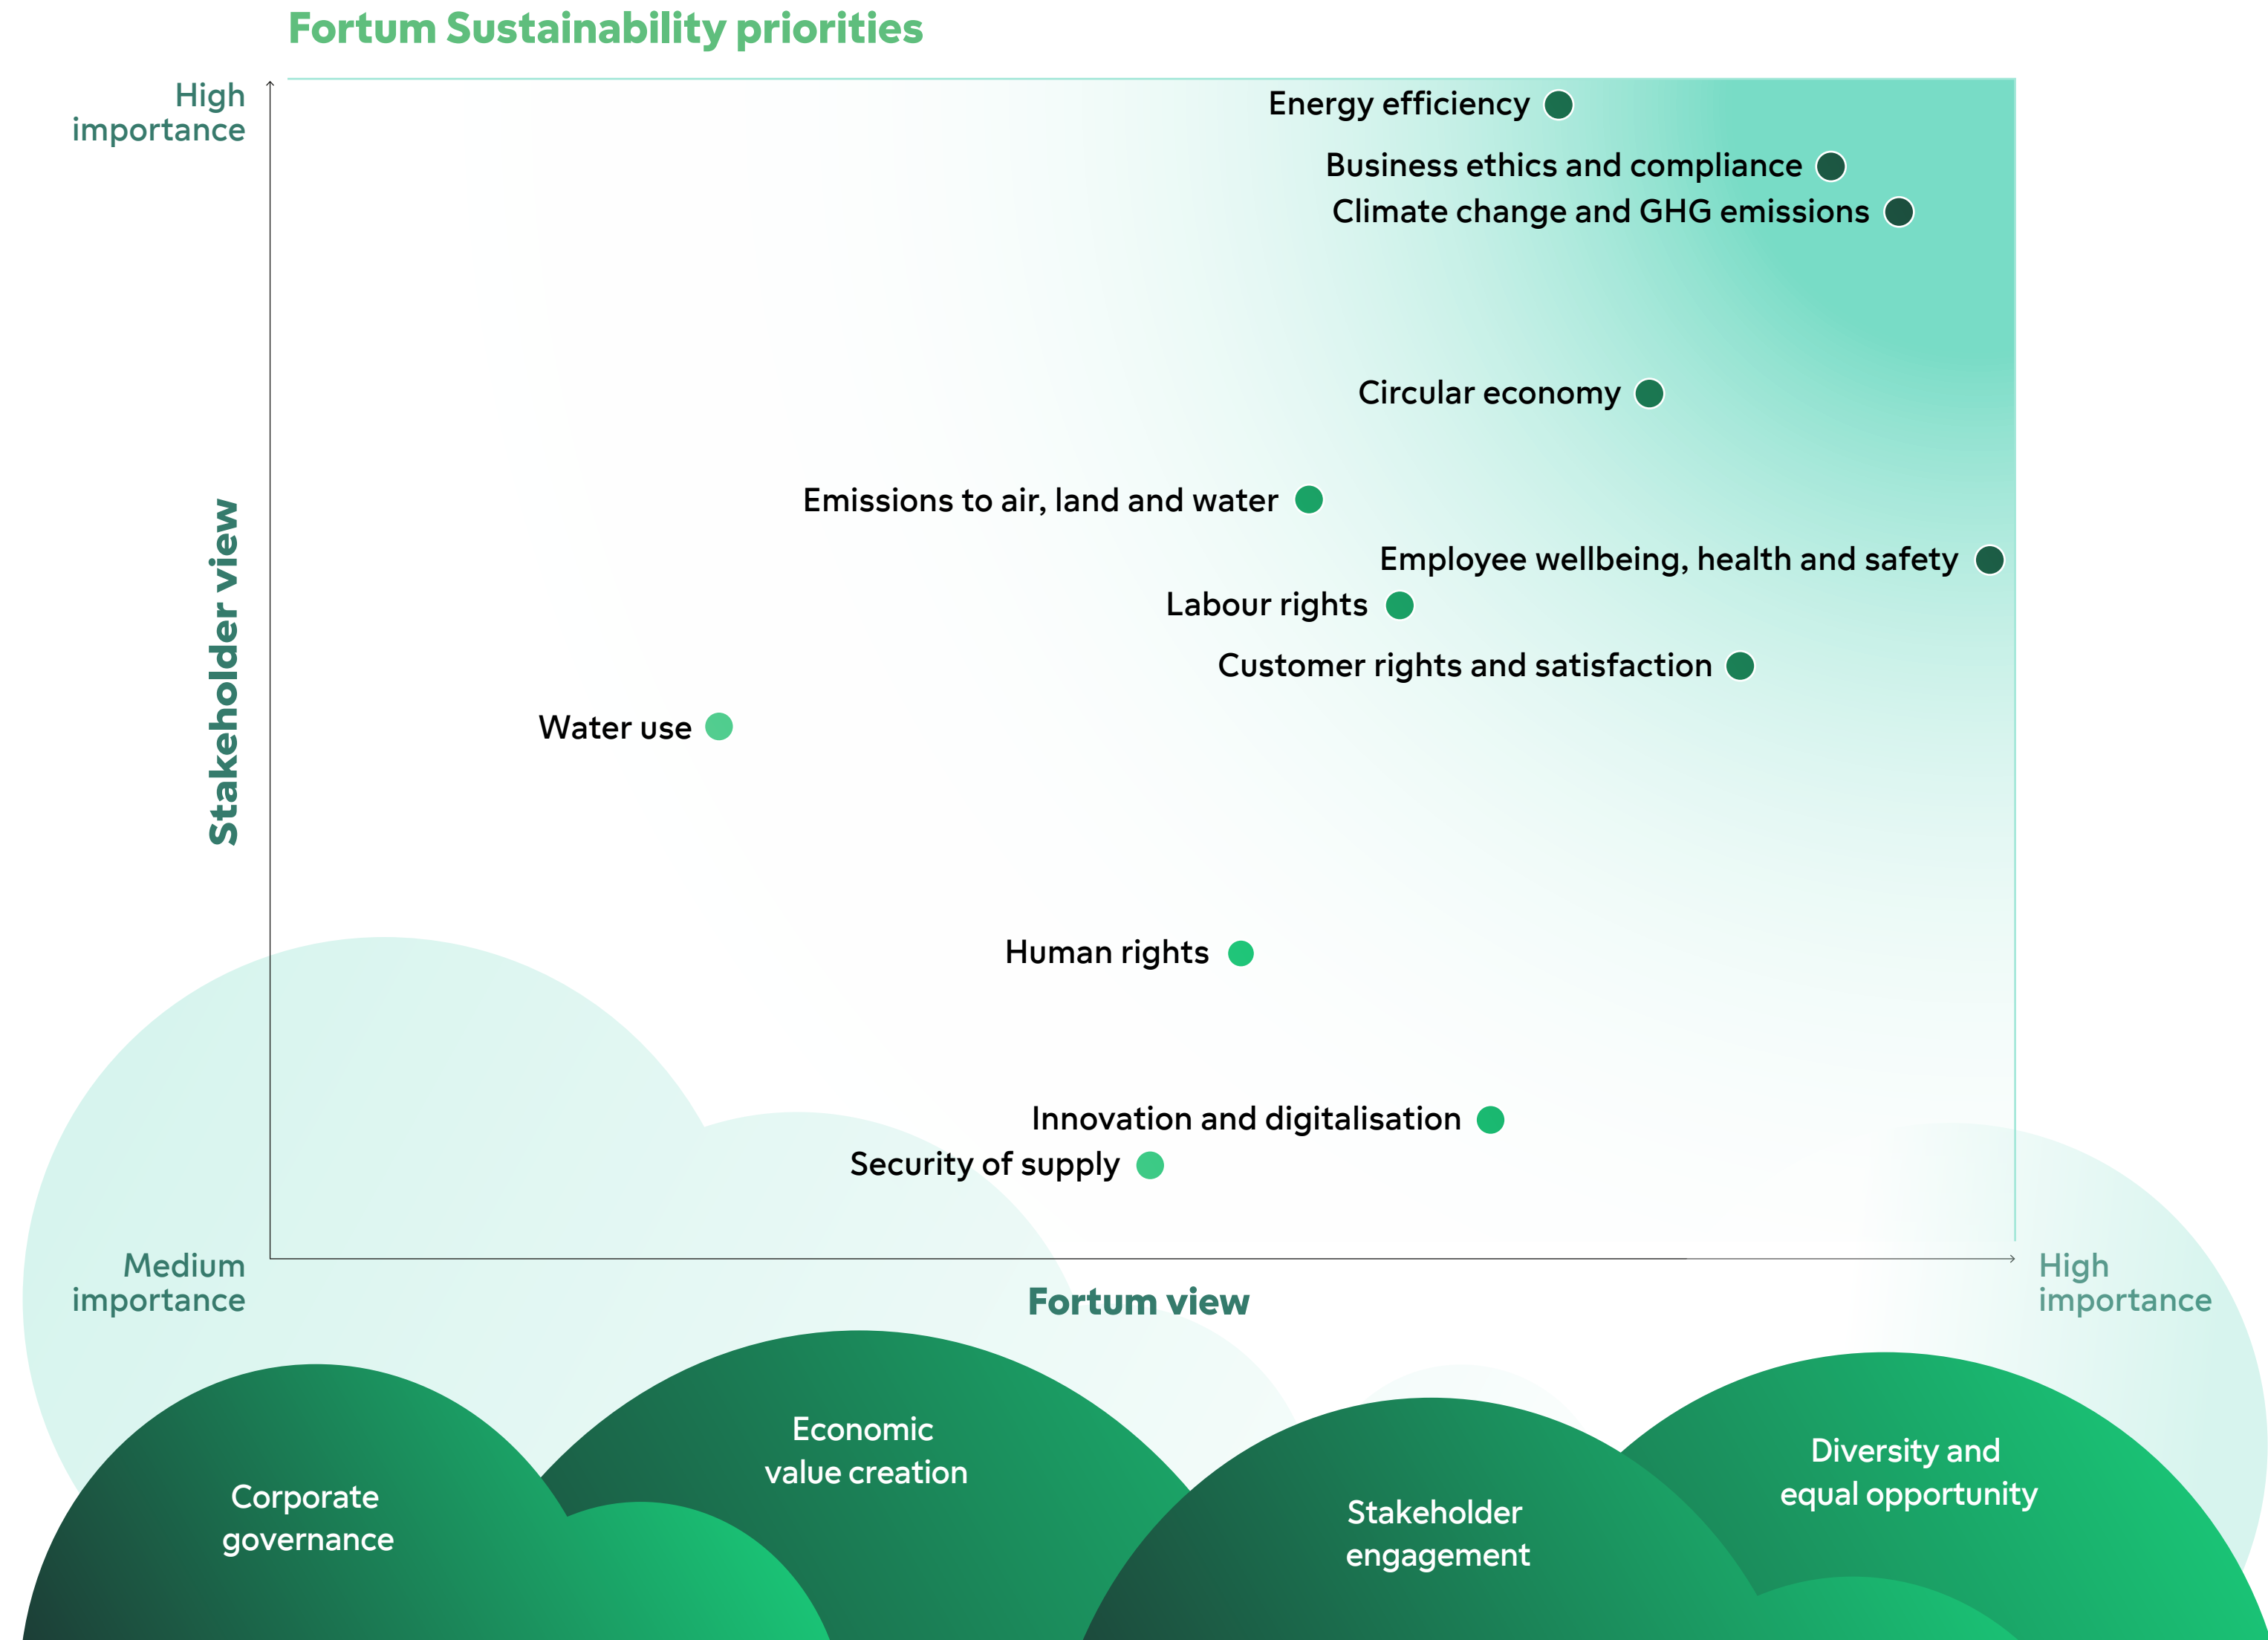 Fortum Sustainability priorities
High
importance
Energy efficiency
Business ethics and compliance
Climate change and GHG emissions
Circular economy
Emissions to air, land and water
Employee wellbeing, health and safety
Labour rights
Customer rights and satisfaction
Water use
Stakeholder view
Human rights
Innovation and digitalisation
Security of supply
Medium
importance
Fortum view
High
importance
Corporate
governance
Economic
value creation
Stakeholder
engagement
Diversity and
equal opportunity